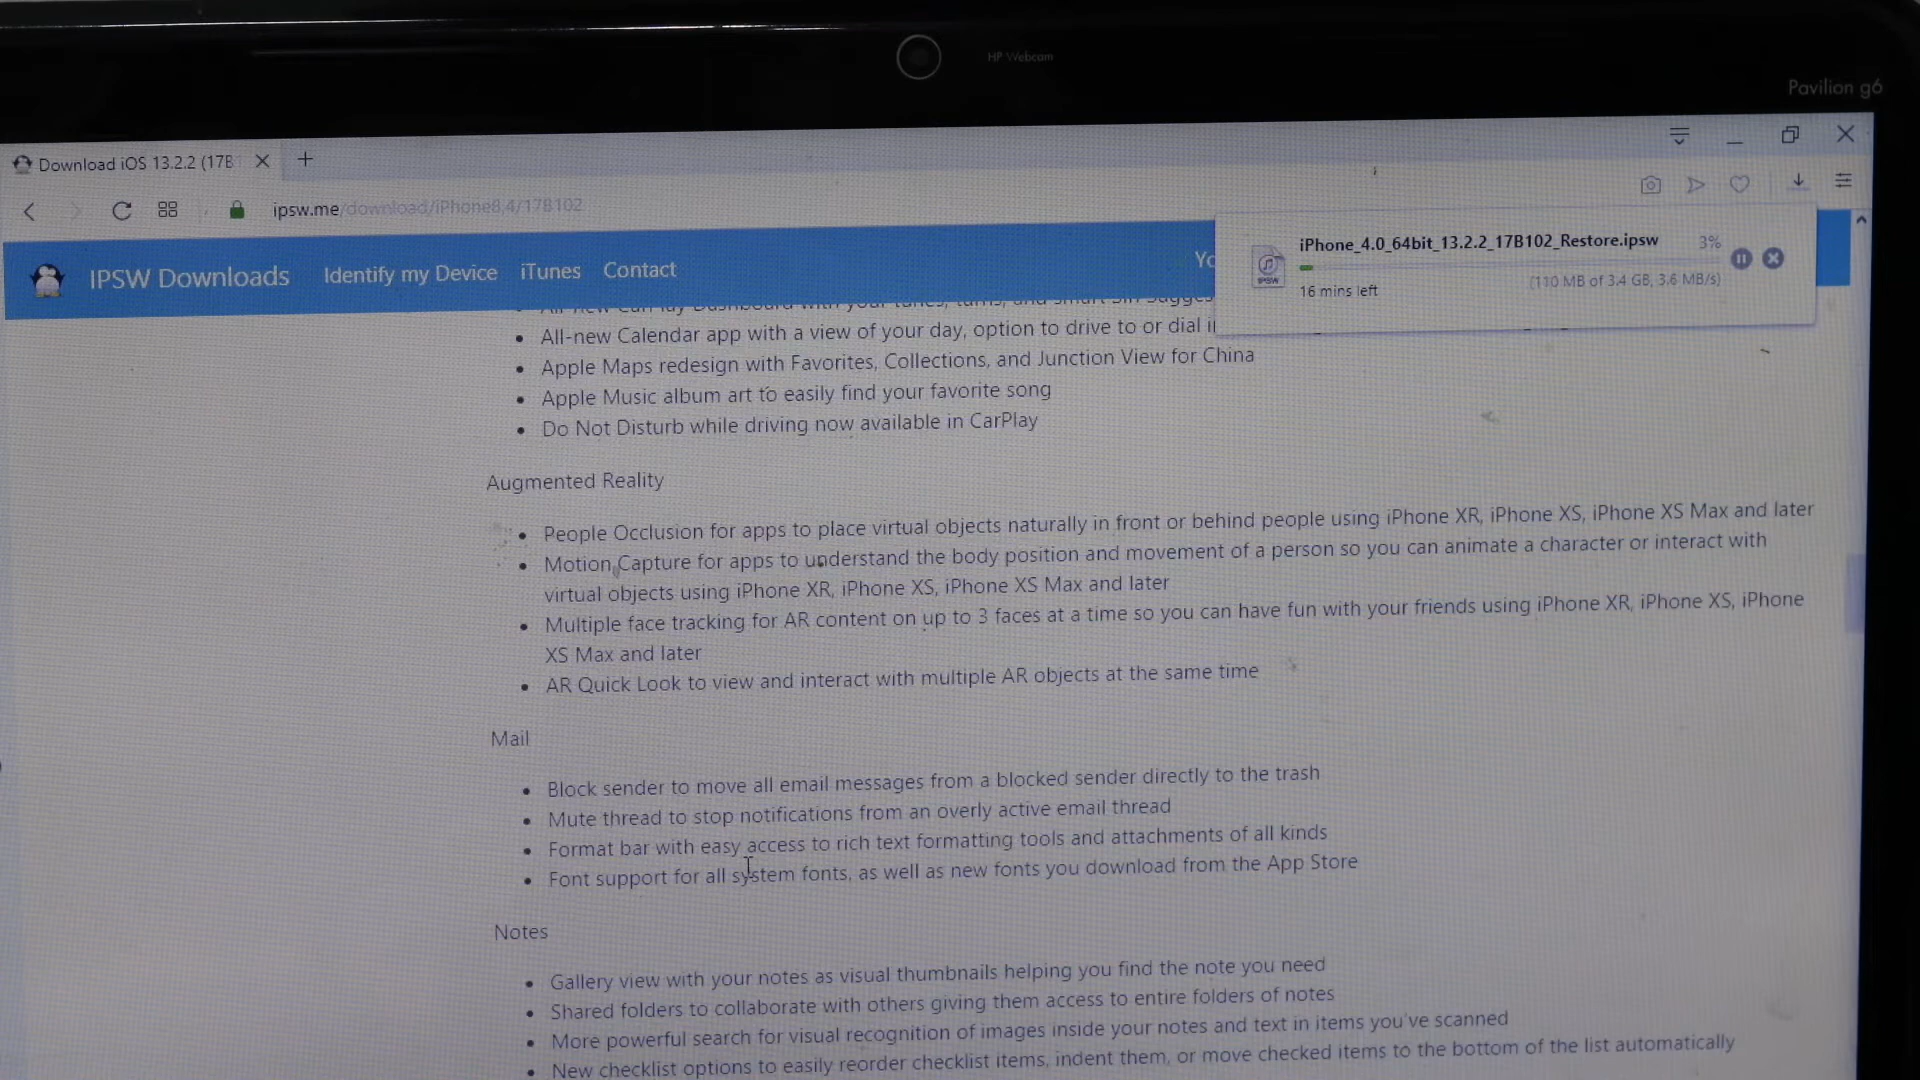 HP Webcam
Pavilion g6
Download iOS 13.2.2 (17B
ipsw.me/download/iPhone8,4/17B102
IPSW Downloads
Identify my Device
iTunes
Contact
iPhone_4.0_64bit_13.2.2_17B102_Restore.ipsw
3%
IPSW
16 mins left
(110 MB of 3.4 GB, 3.6 MB/s)
All-new Calendar app with a view of your day, option to drive to or dial i
Apple Maps redesign with Favorites, Collections, and Junction View for China
Apple Music album art to easily find your favorite song
Do Not Disturb while driving now available in CarPlay
Augmented Reality
People Occlusion for apps to place virtual objects naturally in front or behind people using iPhone XR, iPhone XS, iPhone XS Max and later
Motion Capture for apps to understand the body position and movement of a person so you can animate a character or interact with
virtual objects using iPhone XR, iPhone XS, iPhone XS Max and later
Multiple face tracking for AR content on up to 3 faces at a time so you can have fun with your friends using iPhone XR, iPhone XS, iPhone
XS Max and later
AR Quick Look to view and interact with multiple AR objects at the same time
Mail
Block sender to move all email messages from a blocked sender directly to the trash
Mute thread to stop notifications from an overly active email thread
Format bar with easy access to rich text formatting tools and attachments of all kinds
Font support for all system fonts, as well as new fonts you download from the App Store
Notes
Gallery view with your notes as visual thumbnails helping you find the note you need
Shared folders to collaborate with others giving them access to entire folders of notes
More powerful search for visual recognition of images inside your notes and text in items you've scanned
New checklist options to easily reorder checklist items, indent them, or move checked items to the bottom of the list automatically